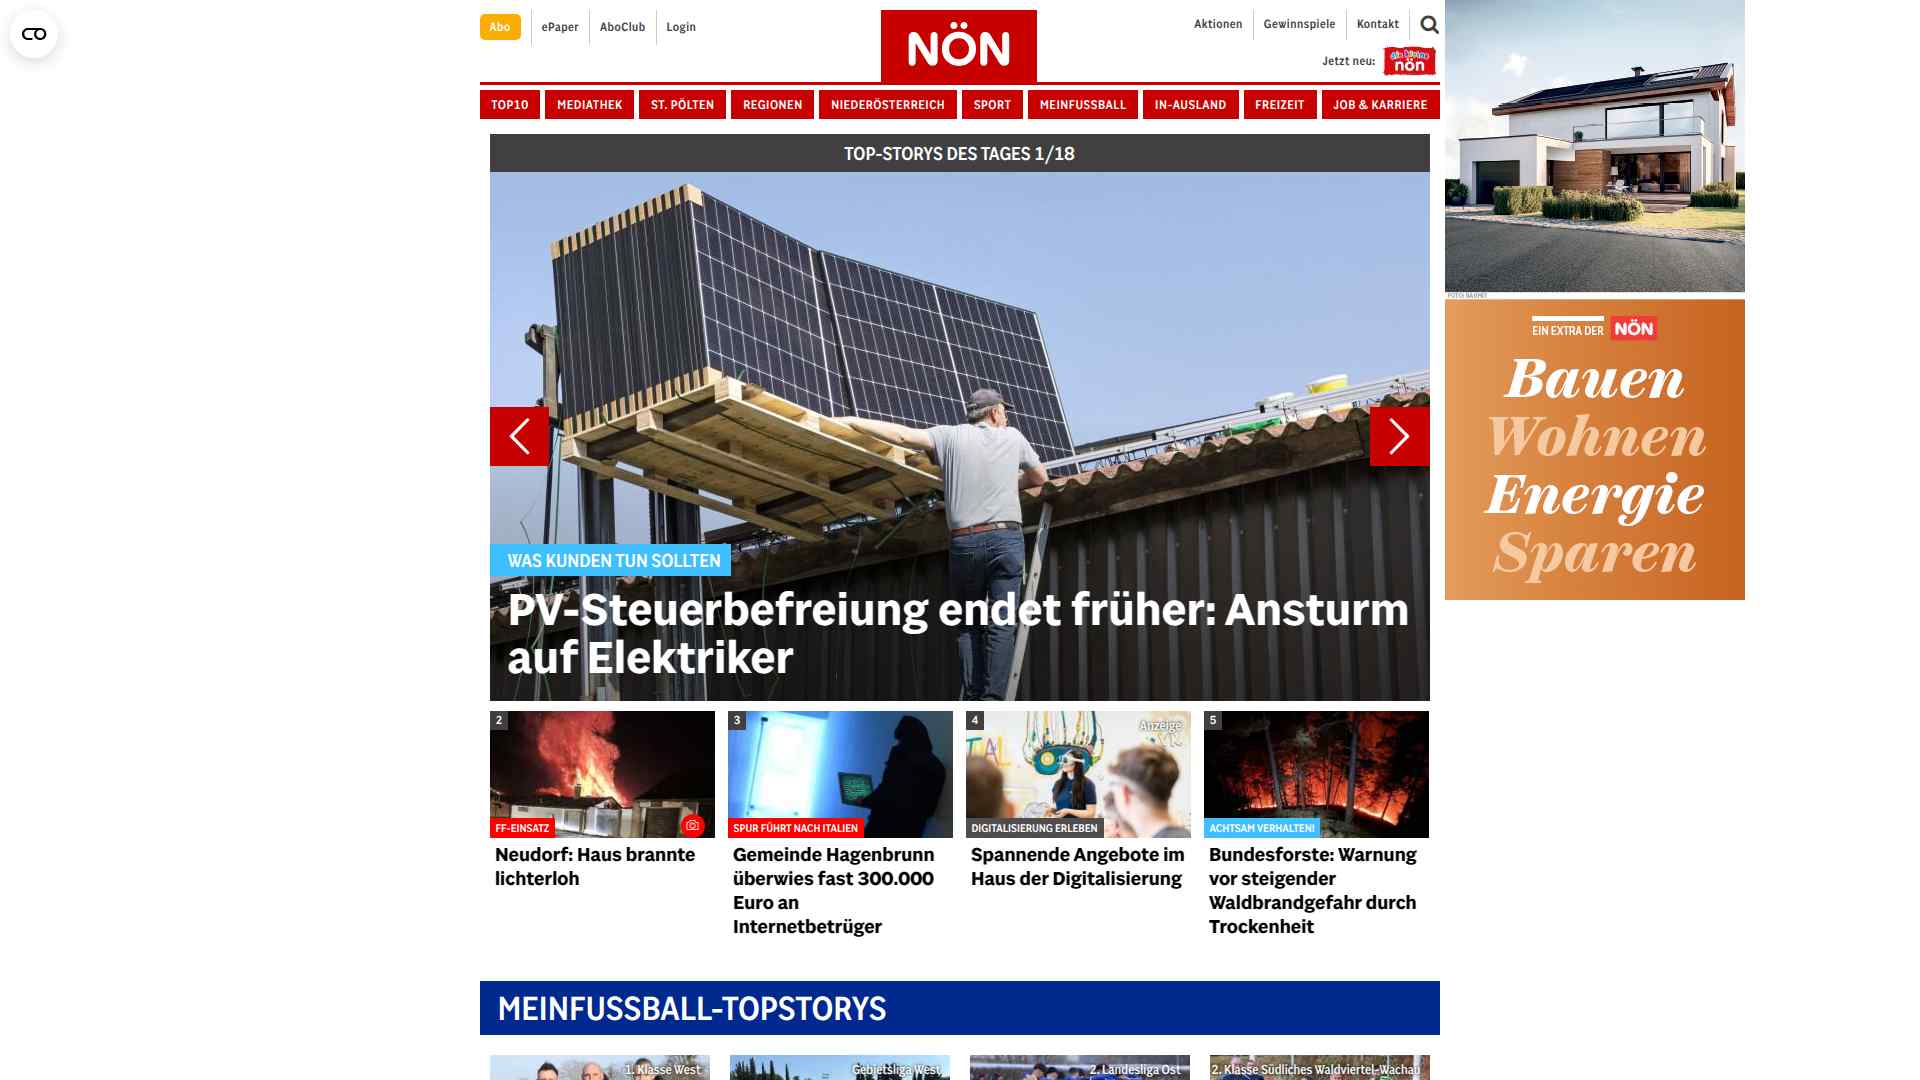 Abo
ePaper
AboClub
Login
NÖN
Aktionen
Gewinnspiele
Kontakt
Jetzt neu:
die kleine
nön
TOP10
MEDIATHEK
ST. PÖLTEN
REGIONEN
NIEDERÖSTERREICH
SPORT
MEINFUSSBALL
IN-AUSLAND
FREIZEIT
JOB & KARRIERE
TOP-STORYS DES TAGES 1/18
WAS KUNDEN TUN SOLLTEN
PV-Steuerbefreiung endet früher: Ansturm
auf Elektriker
2
FF-EINSATZ
Neudorf: Haus brannte
lichterloh
3
SPUR FÜHRT NACH ITALIEN
Gemeinde Hagenbrunn
überwies fast 300.000
Euro an
Internetbetrüger
4
Anzeige
DIGITALISIERUNG ERLEBEN
Spannende Angebote im
Haus der Digitalisierung
5
ACHTSAM VERHALTEN!
Bundesforste: Warnung
vor steigender
Waldbrandgefahr durch
Trockenheit
MEINFUSSBALL-TOPSTORYS
1. Klasse West
Gebietsliga West
2. Landesliga Ost
2. Klasse Südliches Waldviertel-Wachau
EIN EXTRA DER NÖN
Bauen
Wohnen
Energie
Sparen